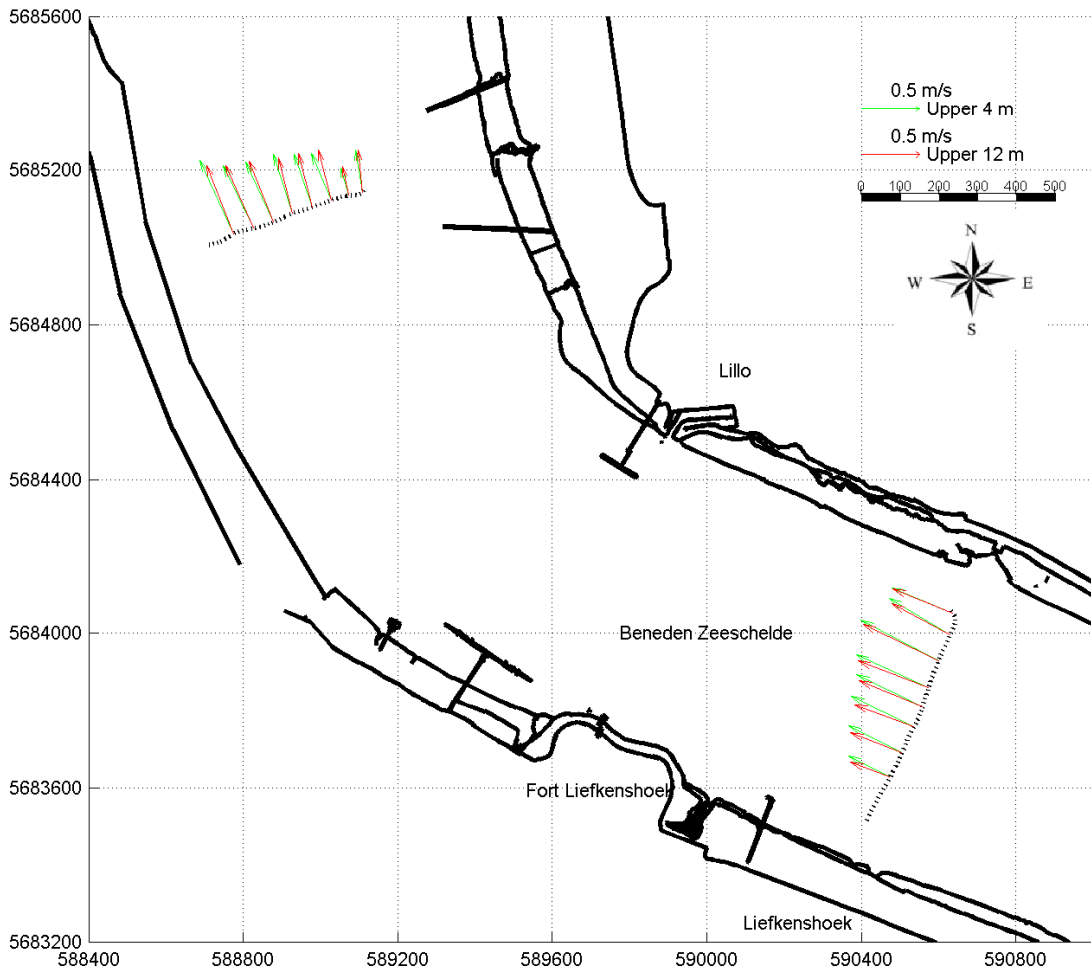 5685600
0.5 m/s
Upper 4 m
0.5 m/s
Upper 12 m
5685200
0 100 200 300 400 500
N
W E
S
5684800
Lillo
5684400
5684000
Beneden Zeeschelde
5683600
Fort Liefkenshoek
Liefkenshoek
5683200
588400 588800 589200 589600 590000 590400 590800